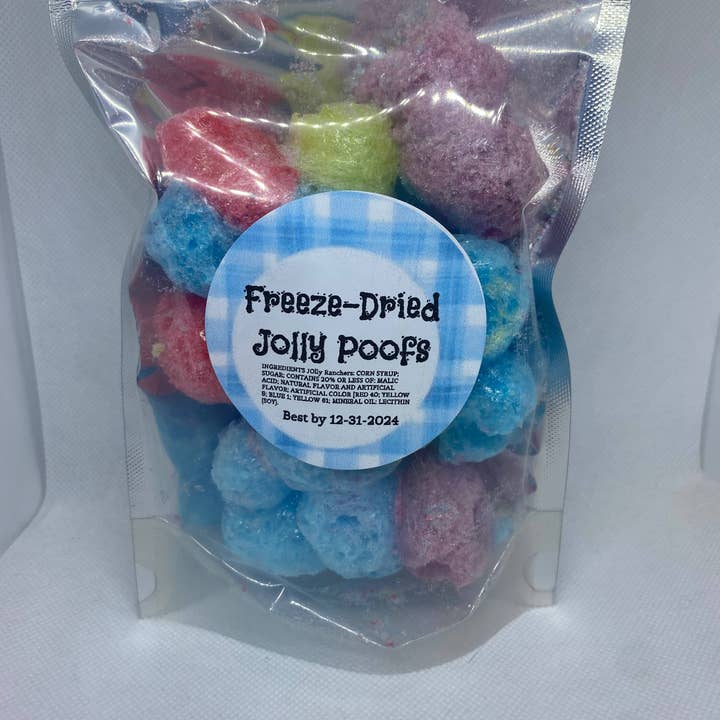 Freeze-Dried
Jolly Poofs
INGREDIENTS Jolly Ranchers: CORN SYRUP;
SUGAR; CONTAINS 20% OR LESS OF: MALIC
ACID; NATURAL FLAVOR AND ARTIFICIAL
FLAVOR; ARTIFICIAL COLOR [RED 40; YELLOW
5; BLUE 1; YELLOW 6]; MINERAL OIL; LECITHIN
[SOY].
Best by 12-31-2024